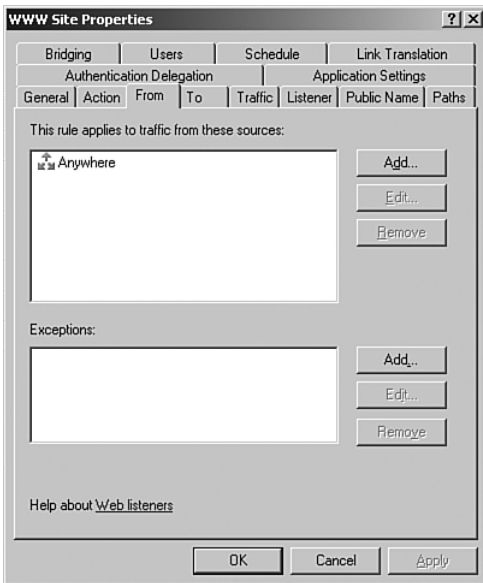 WWW Site Properties
? X
Bridging Users Schedule Link Translation
Authentication Delegation Application Settings
General Action From To Traffic Listener Public Name Paths
This rule applies to traffic from these sources:
Anywhere
Add...
Edit...
Remove
Exceptions:
Add...
Edit...
Remove
Help about Web listeners
OK Cancel Apply